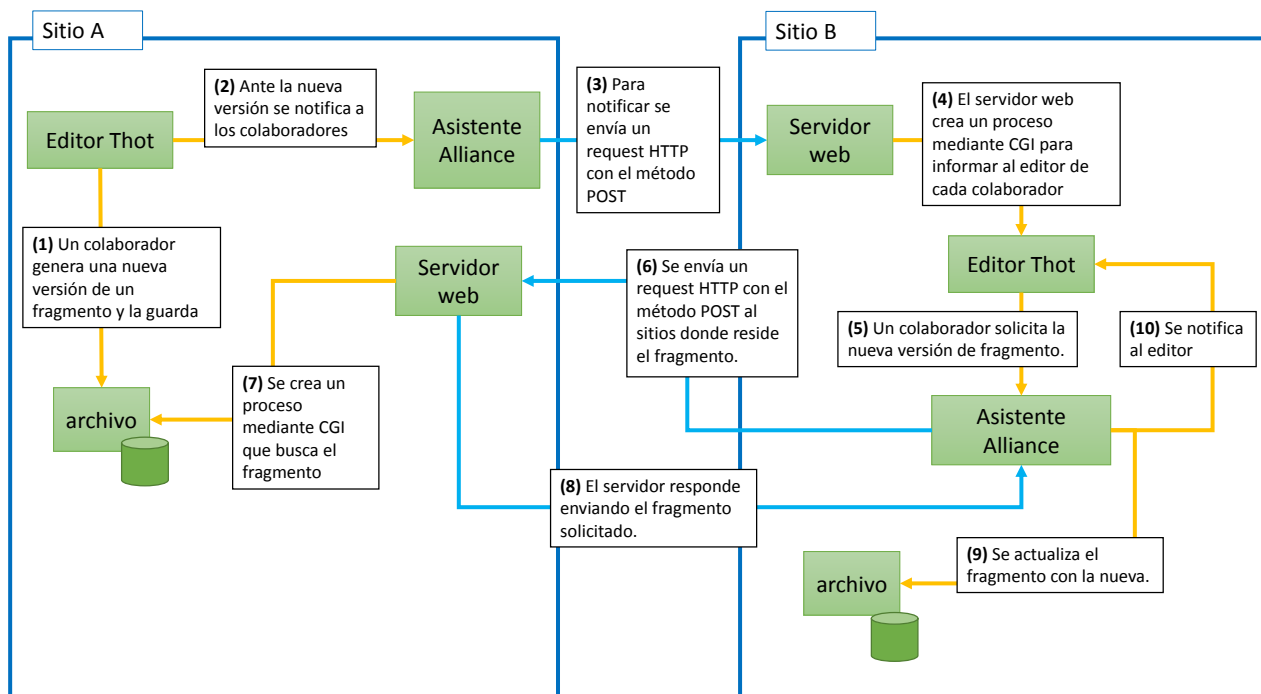 Sitio A
Sitio B
(2) Ante la nueva
versión se notifica a
los colaboradores
Editor Thot
Asistente
Alliance
(3) Para
notificar se
envía un
request HTTP
con el método
POST
Servidor
web
(4) El servidor web
crea un proceso
mediante CGI para
informar al editor de
cada colaborador
(1) Un colaborador
genera una nueva
versión de un
fragmento y la guarda
Servidor
web
(6) Se envía un
request HTTP con el
método POST al
sitios donde reside
el fragmento.
Editor Thot
(5) Un colaborador solicita la
nueva versión de fragmento.
(10) Se notifica
al editor
archivo
(7) Se crea un
proceso
mediante CGI
que busca el
fragmento
Asistente
Alliance
(8) El servidor responde
enviando el fragmento
solicitado.
(9) Se actualiza el
fragmento con la nueva.
archivo